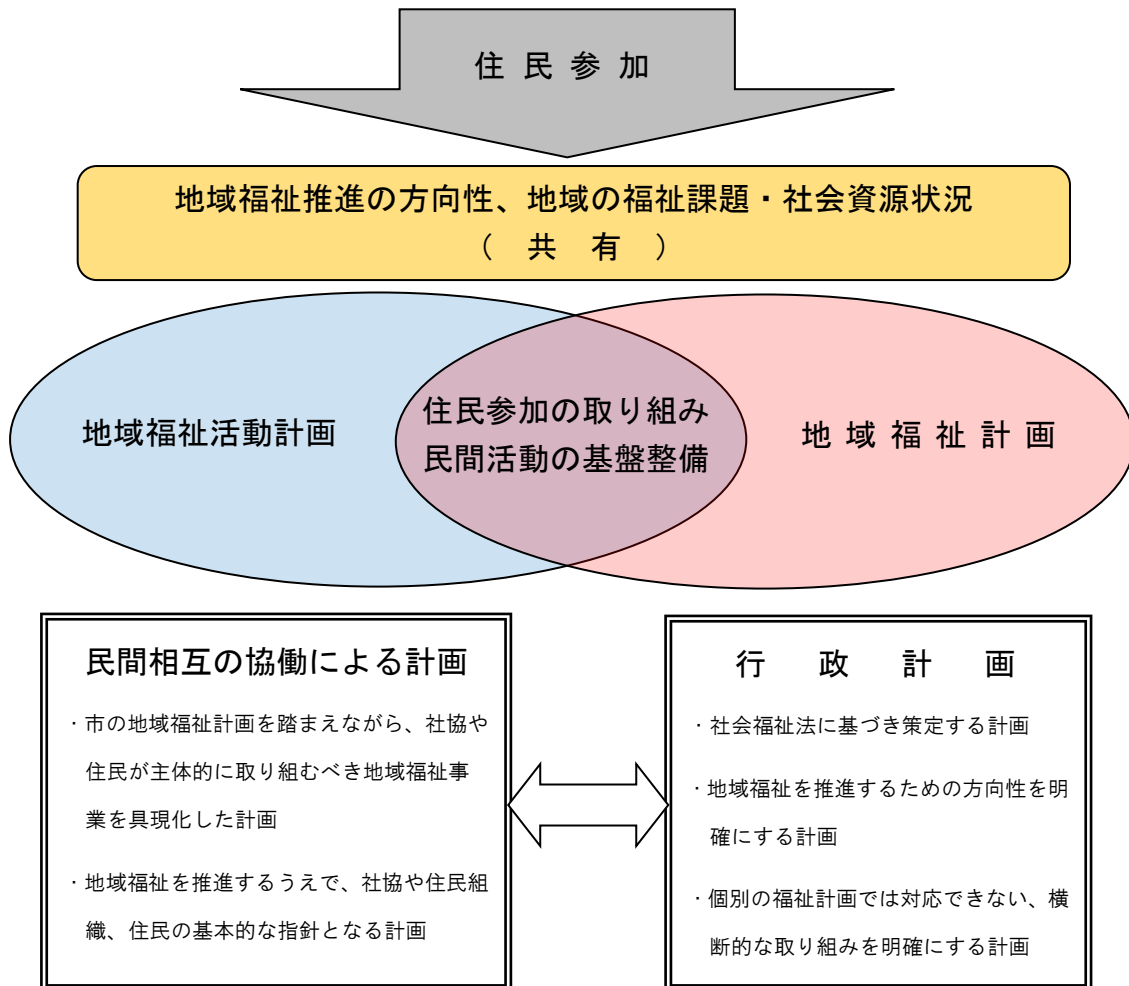 住民参加
地域福祉推進の方向性、地域の福祉課題・社会資源状況
（　共　有　）
地域福祉活動計画
住民参加の取り組み
民間活動の基盤整備
地域福祉計画
民間相互の協働による計画
・市の地域福祉計画を踏まえながら、社協や
住民が主体的に取り組むべき地域福祉事
業を具現化した計画
・地域福祉を推進するうえで、社協や住民組
織、住民の基本的な指針となる計画
行　政　計　画
・社会福祉法に基づき策定する計画
・地域福祉を推進するための方向性を明
確にする計画
・個別の福祉計画では対応できない、横
断的な取り組みを明確にする計画